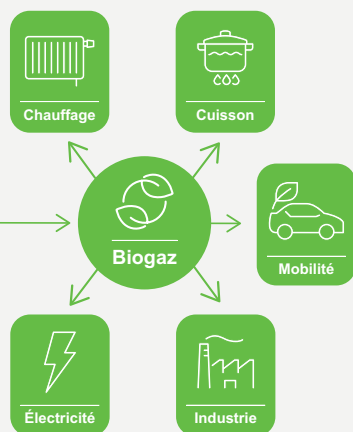 Chauffage
Cuisson
Biogaz
Mobilité
Électricité
Industrie